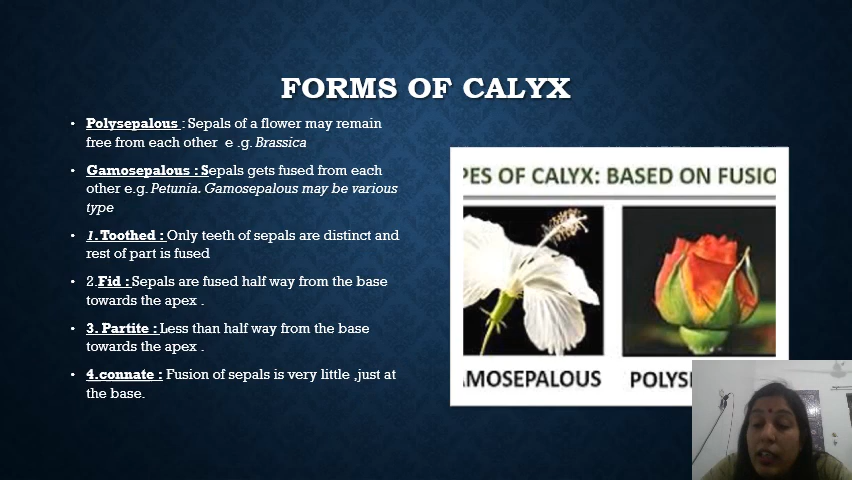 FORMS OF CALYX
• Polysepalous : Sepals of a flower may remain
free from each other e .g. Brassica
• Gamosepalous : Sepals gets fused from each
other e.g. Petunia. Gamosepalous may be various
type
• 1.Toothed : Only teeth of sepals are distinct and
rest of part is fused
• 2.Fid : Sepals are fused half way from the base
towards the apex .
• 3. Partite : Less than half way from the base
towards the apex .
• 4.connate : Fusion of sepals is very little ,just at
the base.
PES OF CALYX: BASED ON FUSIO
AMOSEPALOUS
POLYS